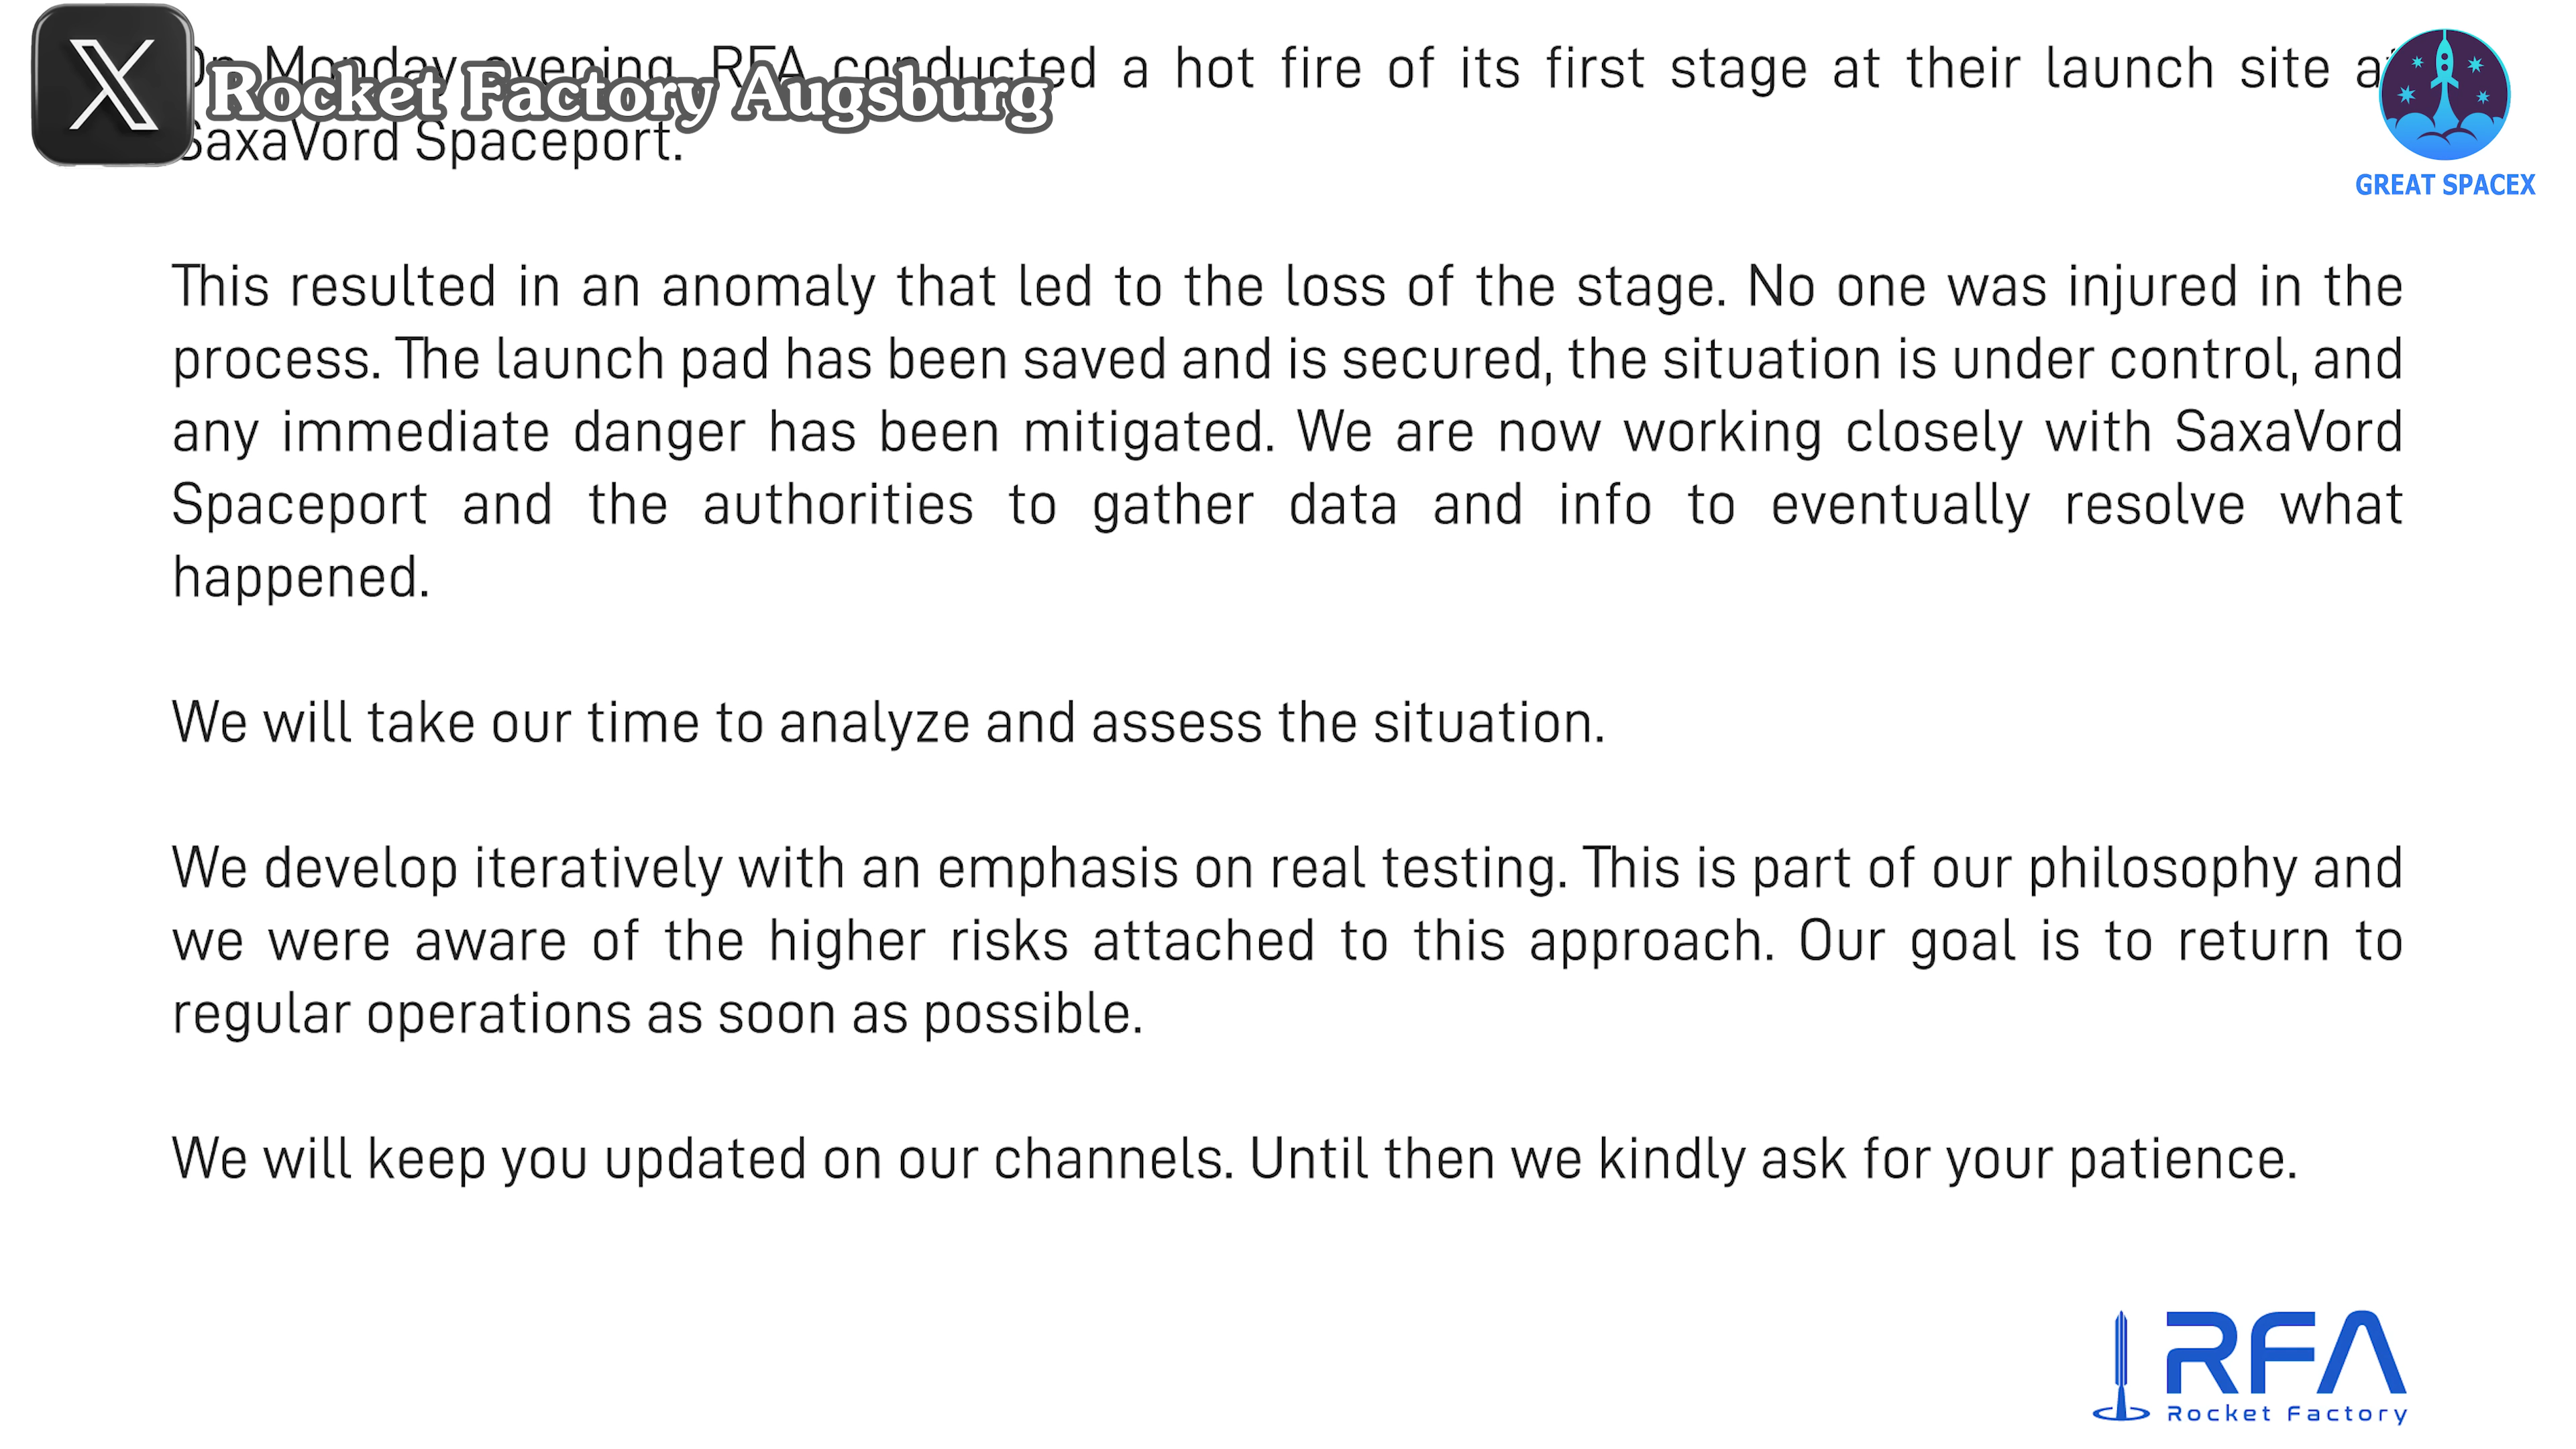 On Monday evening, RFA conducted a hot fire of its first stage at their launch site at
Rocket Factory Augsburg
SaxaVord Spaceport.
GREAT SPACEX
This resulted in an anomaly that led to the loss of the stage. No one was injured in the
process. The launch pad has been saved and is secured, the situation is under control, and
any immediate danger has been mitigated. We are now working closely with SaxaVord
Spaceport and the authorities to gather data and info to eventually resolve what
happened.
We will take our time to analyze and assess the situation.
We develop iteratively with an emphasis on real testing. This is part of our philosophy and
we were aware of the higher risks attached to this approach. Our goal is to return to
regular operations as soon as possible.
We will keep you updated on our channels. Until then we kindly ask for your patience.
RFA
Rocket Factory